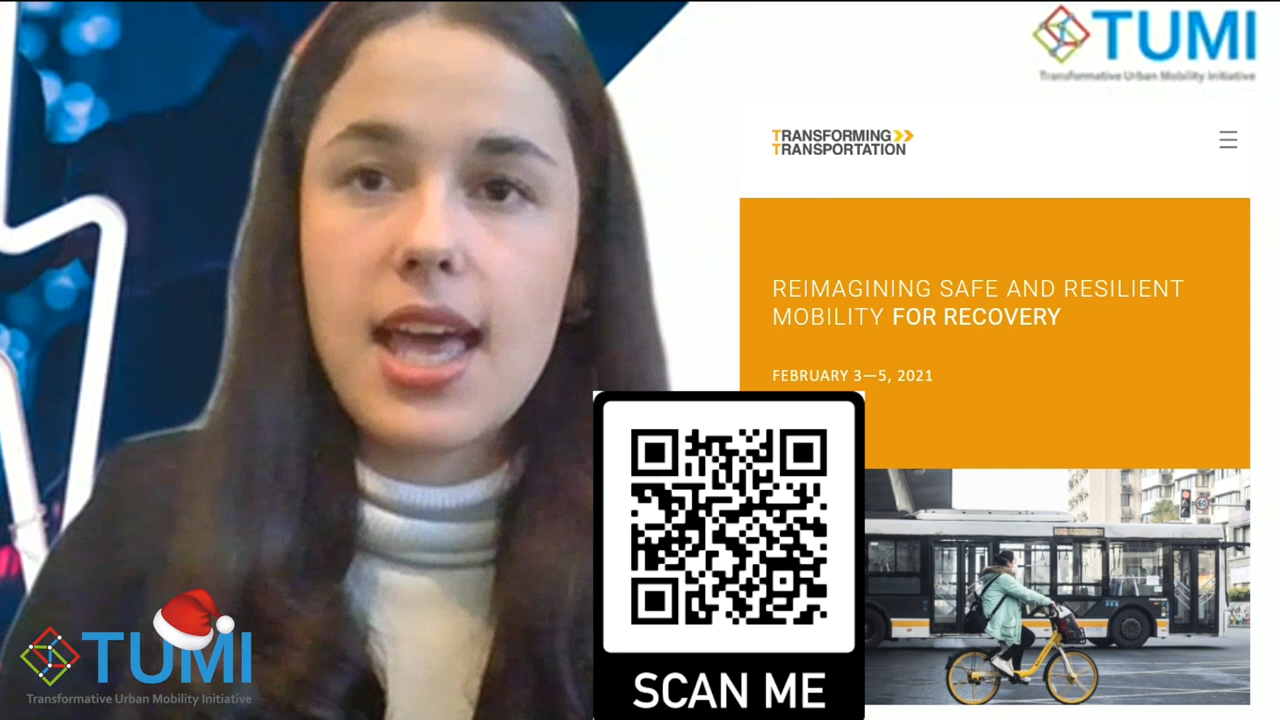 TUMI
Transformative Urban Mobility Initiative
TRANSFORMING
TRANSPORTATION
REIMAGINING SAFE AND RESILIENT
MOBILITY FOR RECOVERY
FEBRUARY 3—5, 2021
60
SCAN ME
TUMI
Transformative Urban Mobility Initiative